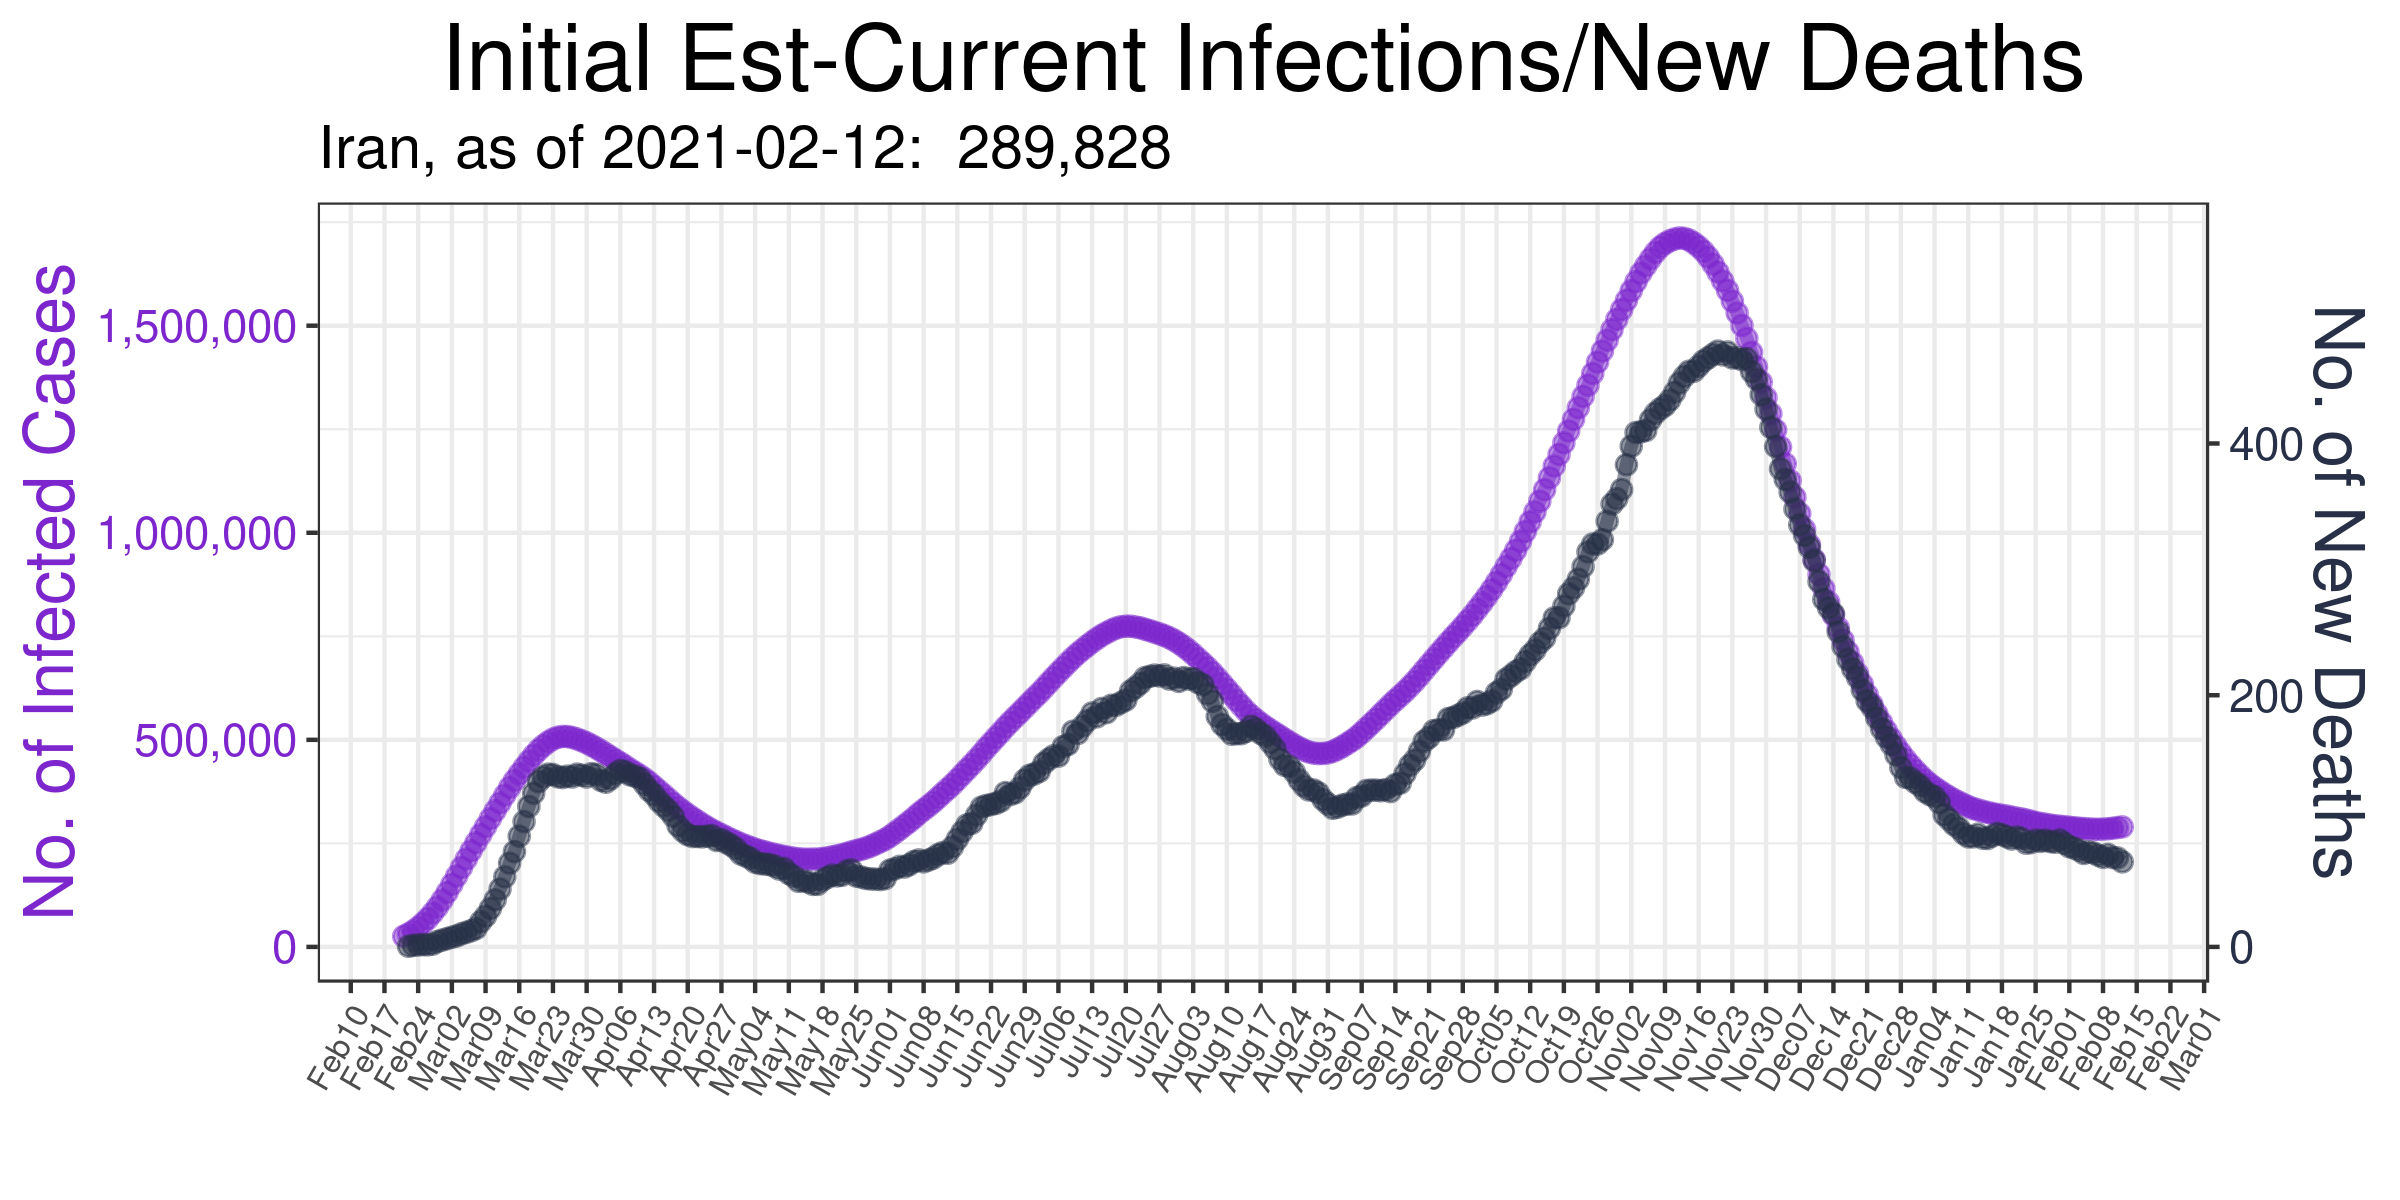 Initial Est-Current Infections/New Deaths
Iran, as of 2021-02-12:  289,828
No. of Infected Cases
1,500,000
1,000,000
500,000
0
No. of New Deaths
400
200
0
Feb10
Feb17
Feb24
Mar02
Mar09
Mar16
Mar23
Mar30
Apr06
Apr13
Apr20
Apr27
May04
May11
May18
May25
Jun01
Jun08
Jun15
Jun22
Jun29
Jul06
Jul13
Jul20
Jul27
Aug03
Aug10
Aug17
Aug24
Aug31
Sep07
Sep14
Sep21
Sep28
Oct05
Oct12
Oct19
Oct26
Nov02
Nov09
Nov16
Nov23
Nov30
Dec07
Dec14
Dec21
Dec28
Jan04
Jan11
Jan18
Jan25
Feb01
Feb08
Feb15
Feb22
Mar01